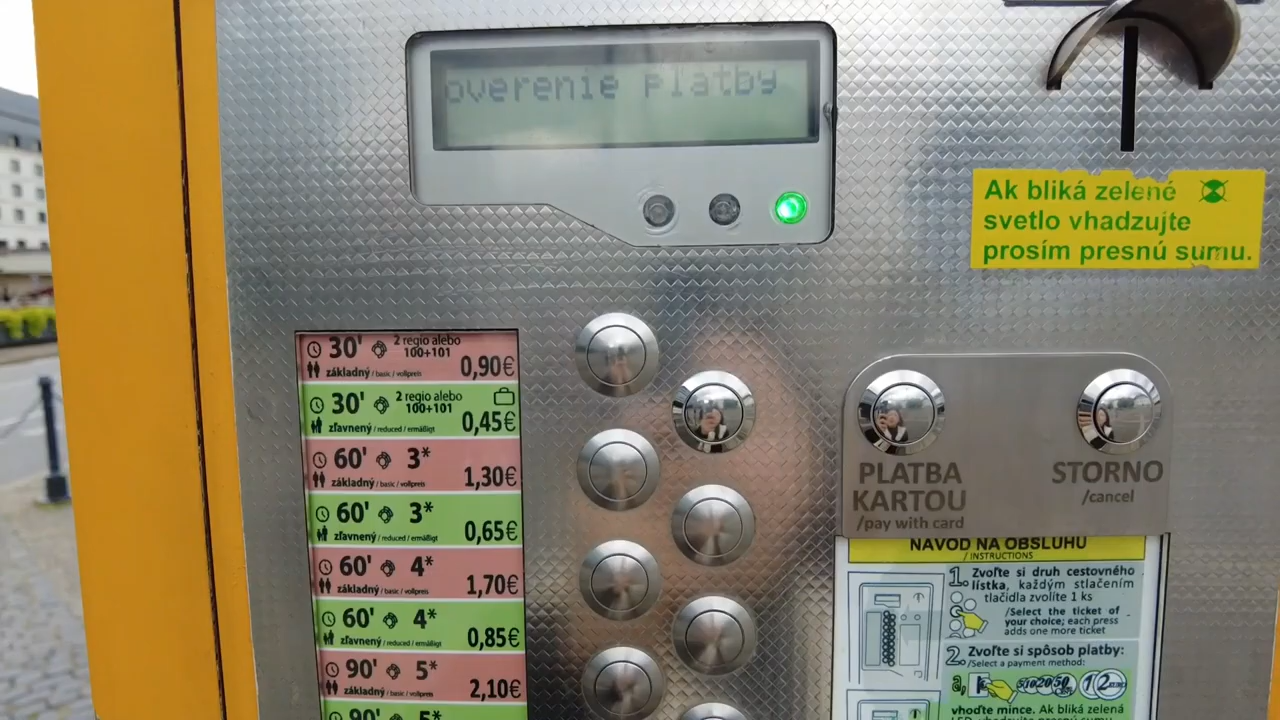 overenie platby
Ak bliká zelené
svetlo vhadzujte
prosím presnú sumu.
30' 2 regio alebo
100+101
základný / basic / vollpreis 0,90€
30' 2 regio alebo
100+101
zľavnený / reduced / ermäßigt 0,45€
60' 3*
základný / basic / vollpreis 1,30€
60' 3*
zľavnený / reduced / ermäßigt 0,65€
60' 4*
základný / basic / vollpreis 1,70€
60' 4*
zľavnený / reduced / ermäßigt 0,85€
90' 5*
základný / basic / vollpreis 2,10€
90' 5*
PLATBA
KARTOU
/pay with card
STORNO
/cancel
NÁVOD NA OBSLUHU
/ INSTRUCTIONS
1. Zvoľte si druh cestovného
lístka, každým stlačením
tlačidla zvolíte 1 ks
/Select the ticket of
your choice; each press
adds one more ticket
2. Zvoľte si spôsob platby:
/Select a payment method:
a,
vhoďte mince. Ak bliká zelená